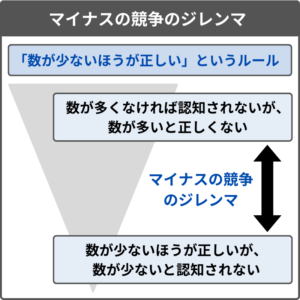 マイナスの競争のジレンマ
「数が少ないほうが正しい」というルール
数が多くなければ認知されないが、
数が多いと正しくない
マイナスの競争
のジレンマ
数が少ないほうが正しいが、
数が少ないと認知されない